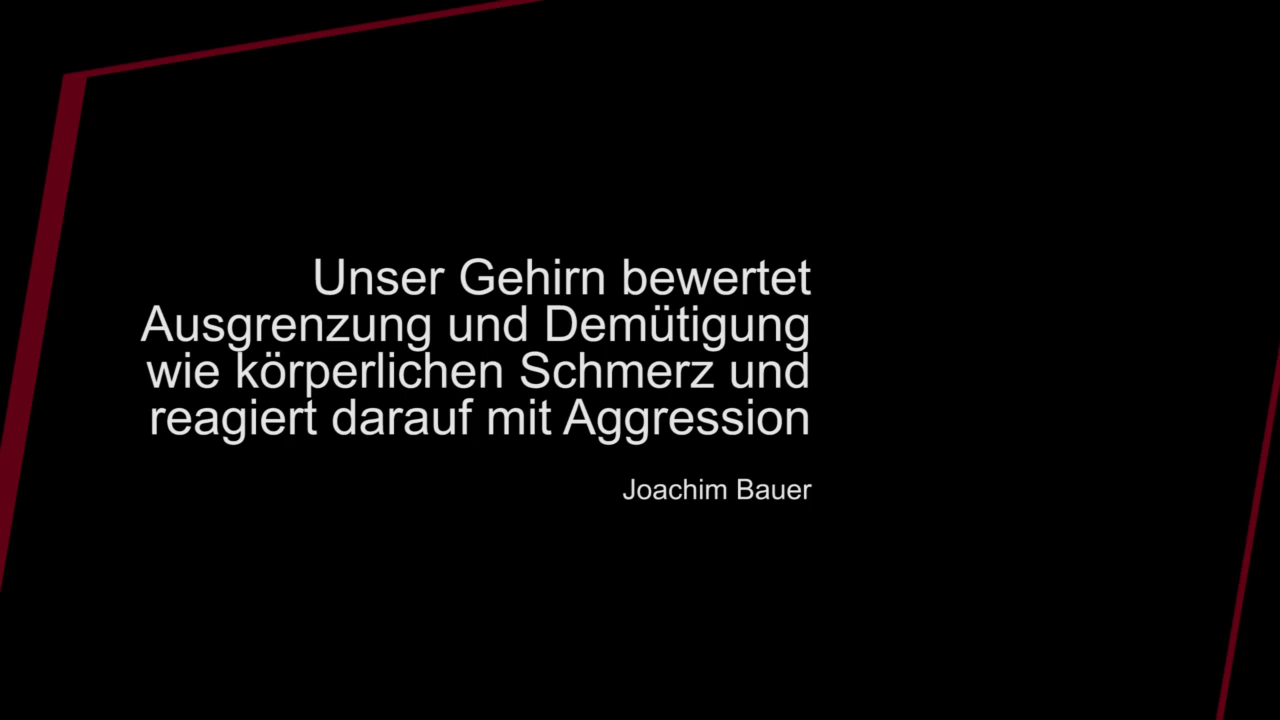 Unser Gehirn bewertet
Ausgrenzung und Demütigung
wie körperlichen Schmerz und
reagiert darauf mit Aggression
Joachim Bauer